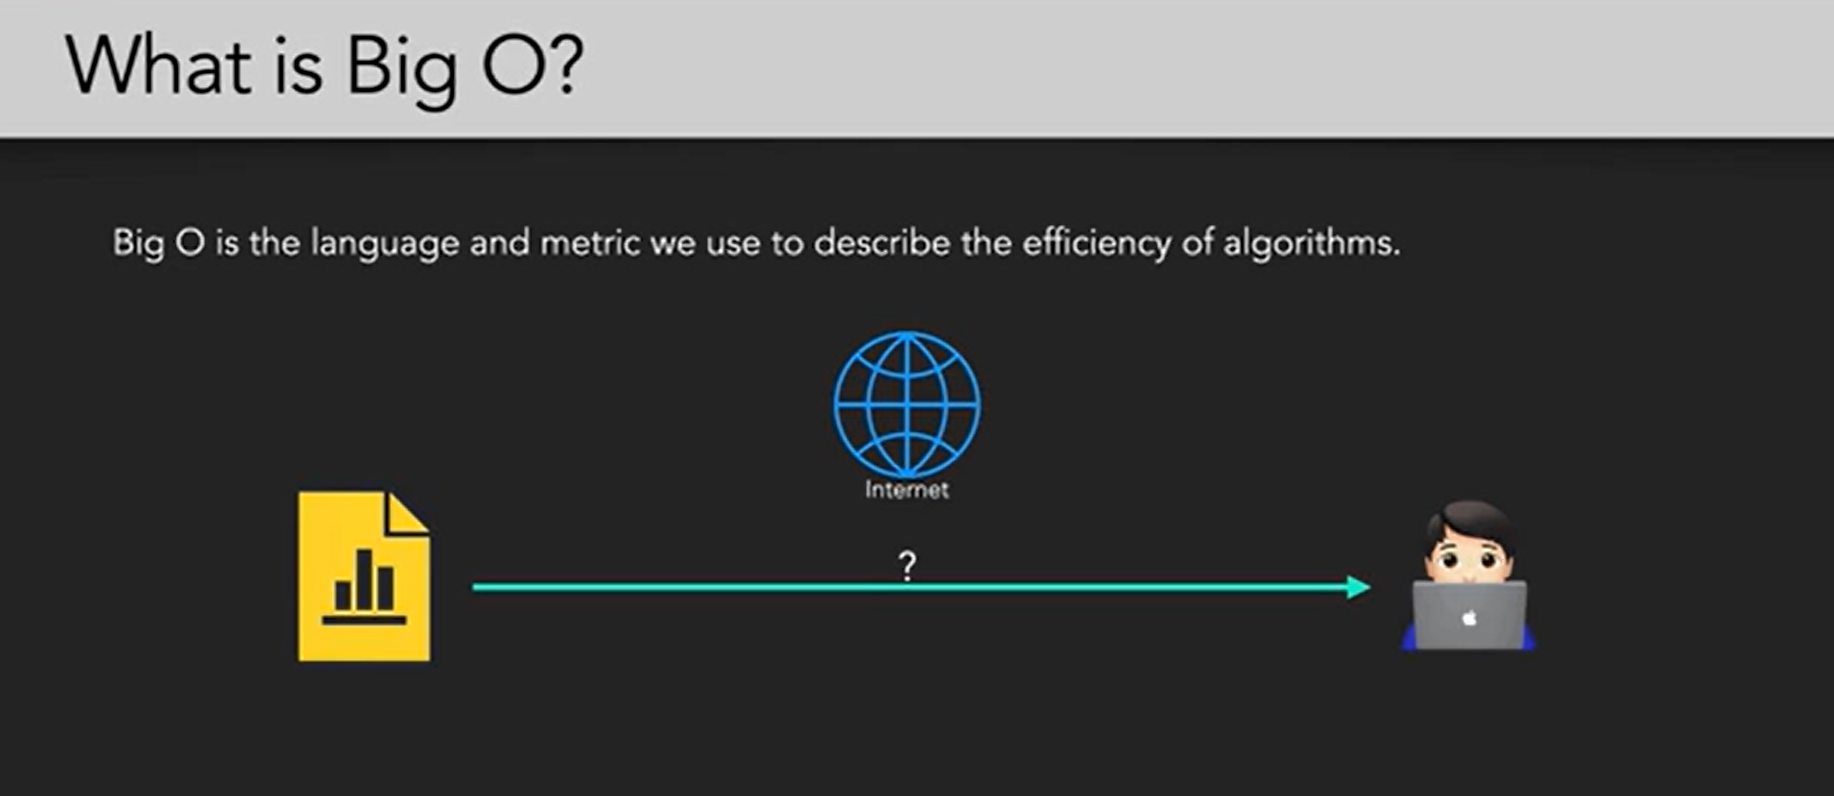 What is Big O?
Big O is the language and metric we use to describe the efficiency of algorithms.
Internet
?